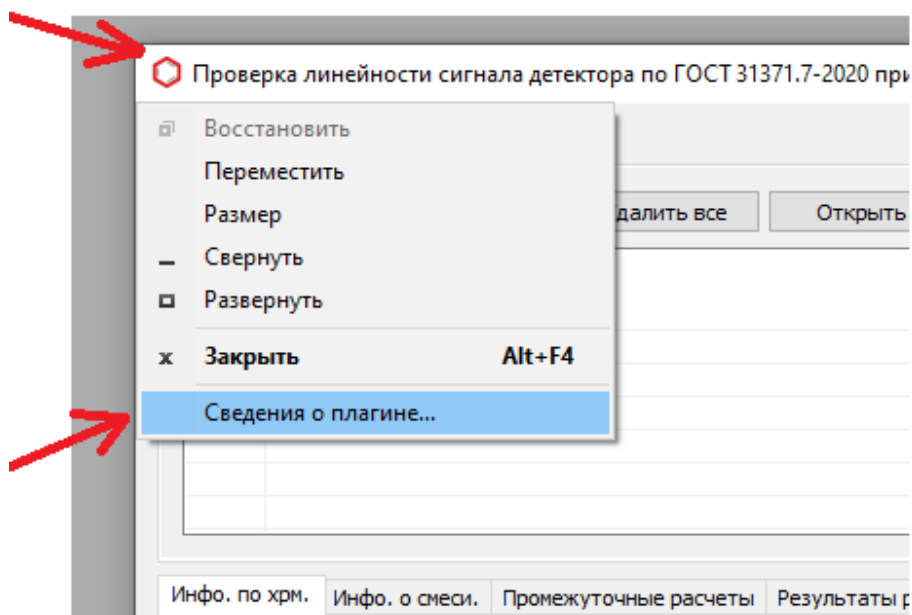 Проверка линейности сигнала детектора по ГОСТ 31371.7-2020
Восстановить
Переместить
Размер
Свернуть
Развернуть
Закрыть Alt+F4
Сведения о плагине...
далить все Открыть
Инфо. по хрм. Инфо. о смеси. Промежуточные расчеты Результаты